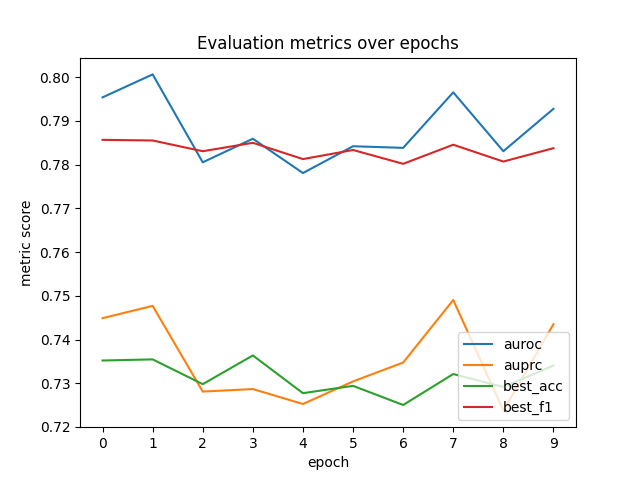 Evaluation metrics over epochs
metric score
0.80
0.79
0.78
0.77
0.76
0.75
0.74
0.73
0.72
0 1 2 3 4 5 6 7 8 9
epoch
auroc
auprc
best_acc
best_f1